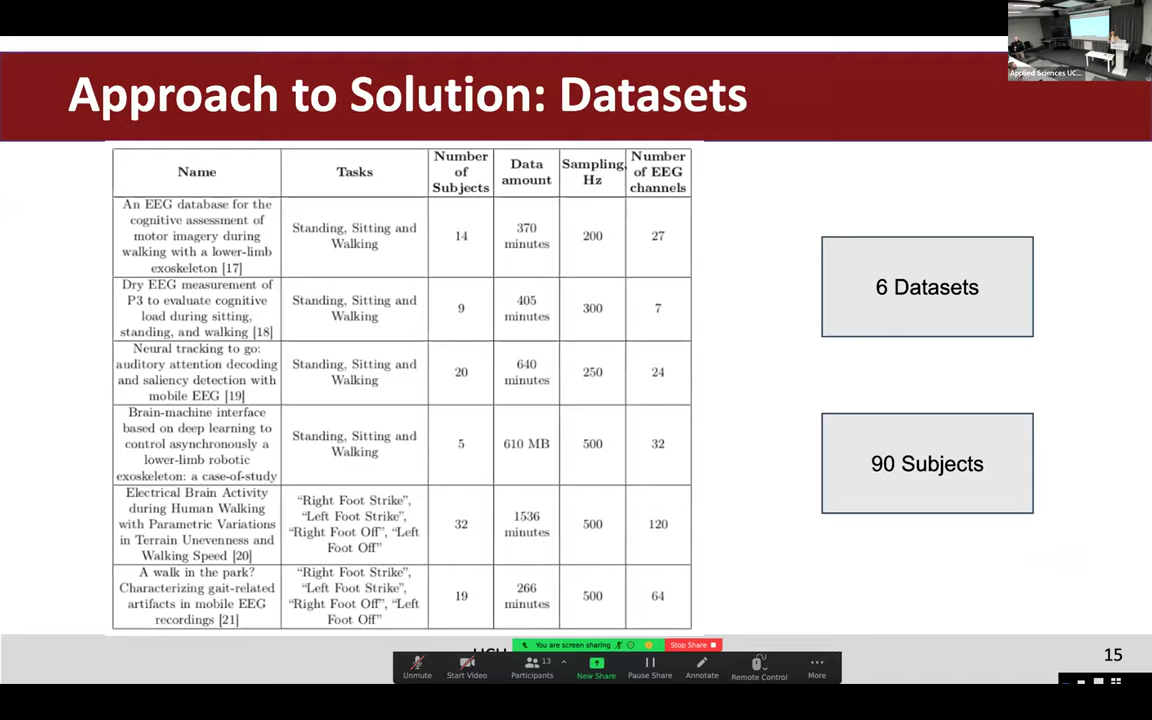 Applied Sciences UC...
Approach to Solution: Datasets
Name
Tasks
Number
of
Subjects
Data
amount
Sampling,
Hz
Number
of EEG
channels
An EEG database for the
cognitive assessment of
motor imagery during
walking with a lower-limb
exoskeleton [17]
Standing, Sitting and
Walking
14
370
minutes
200
27
Dry EEG measurement of
P3 to evaluate cognitive
load during sitting,
standing, and walking [18]
Standing, Sitting and
Walking
9
405
minutes
300
7
Neural tracking to go:
auditory attention decoding
and saliency detection with
mobile EEG [19]
Standing, Sitting and
Walking
20
640
minutes
250
24
Brain-machine interface
based on deep learning to
control asynchronously a
lower-limb robotic
exoskeleton: a case-of-study
Standing, Sitting and
Walking
5
610 MB
500
32
Electrical Brain Activity
during Human Walking
with Parametric Variations
in Terrain Unevenness and
Walking Speed [20]
“Right Foot Strike”,
“Left Foot Strike”,
“Right Foot Off”, “Left
Foot Off”
32
1536
minutes
500
120
A walk in the park?
Characterizing gait-related
artifacts in mobile EEG
recordings [21]
“Right Foot Strike”,
“Left Foot Strike”,
“Right Foot Off”, “Left
Foot Off”
19
266
minutes
500
64
6 Datasets
90 Subjects
You are screen sharing
Stop Share
15
Unmute
Start Video
Participants
13
New Share
Pause Share
Annotate
Remote Control
More